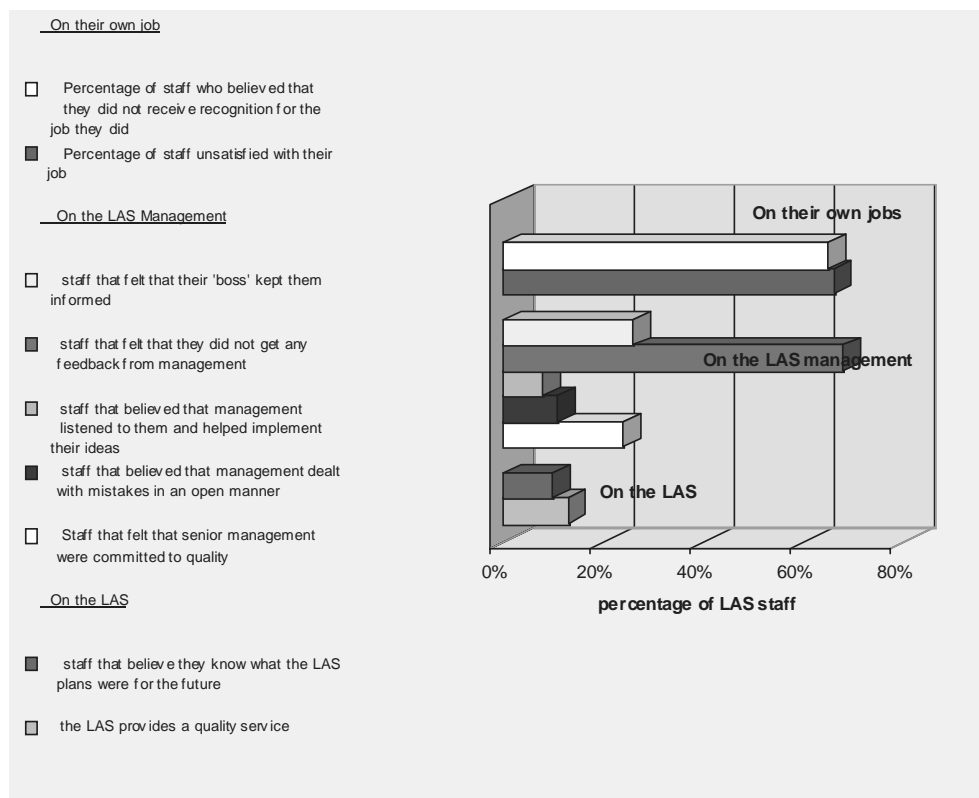 On their own job
Percentage of staff who believed that
they did not receive recognition for the
job they did
Percentage of staff unsatisfied with their
job
On the LAS Management
staff that felt that their 'boss' kept them
informed
staff that felt that they did not get any
feedback from management
staff that believed that management
listened to them and helped implement
their ideas
staff that believed that management dealt
with mistakes in an open manner
Staff that felt that senior management
were committed to quality
On the LAS
staff that believe they know what the LAS
plans were for the future
the LAS provides a quality service
On their own jobs
On the LAS management
On the LAS
0% 20% 40% 60% 80%
percentage of LAS staff